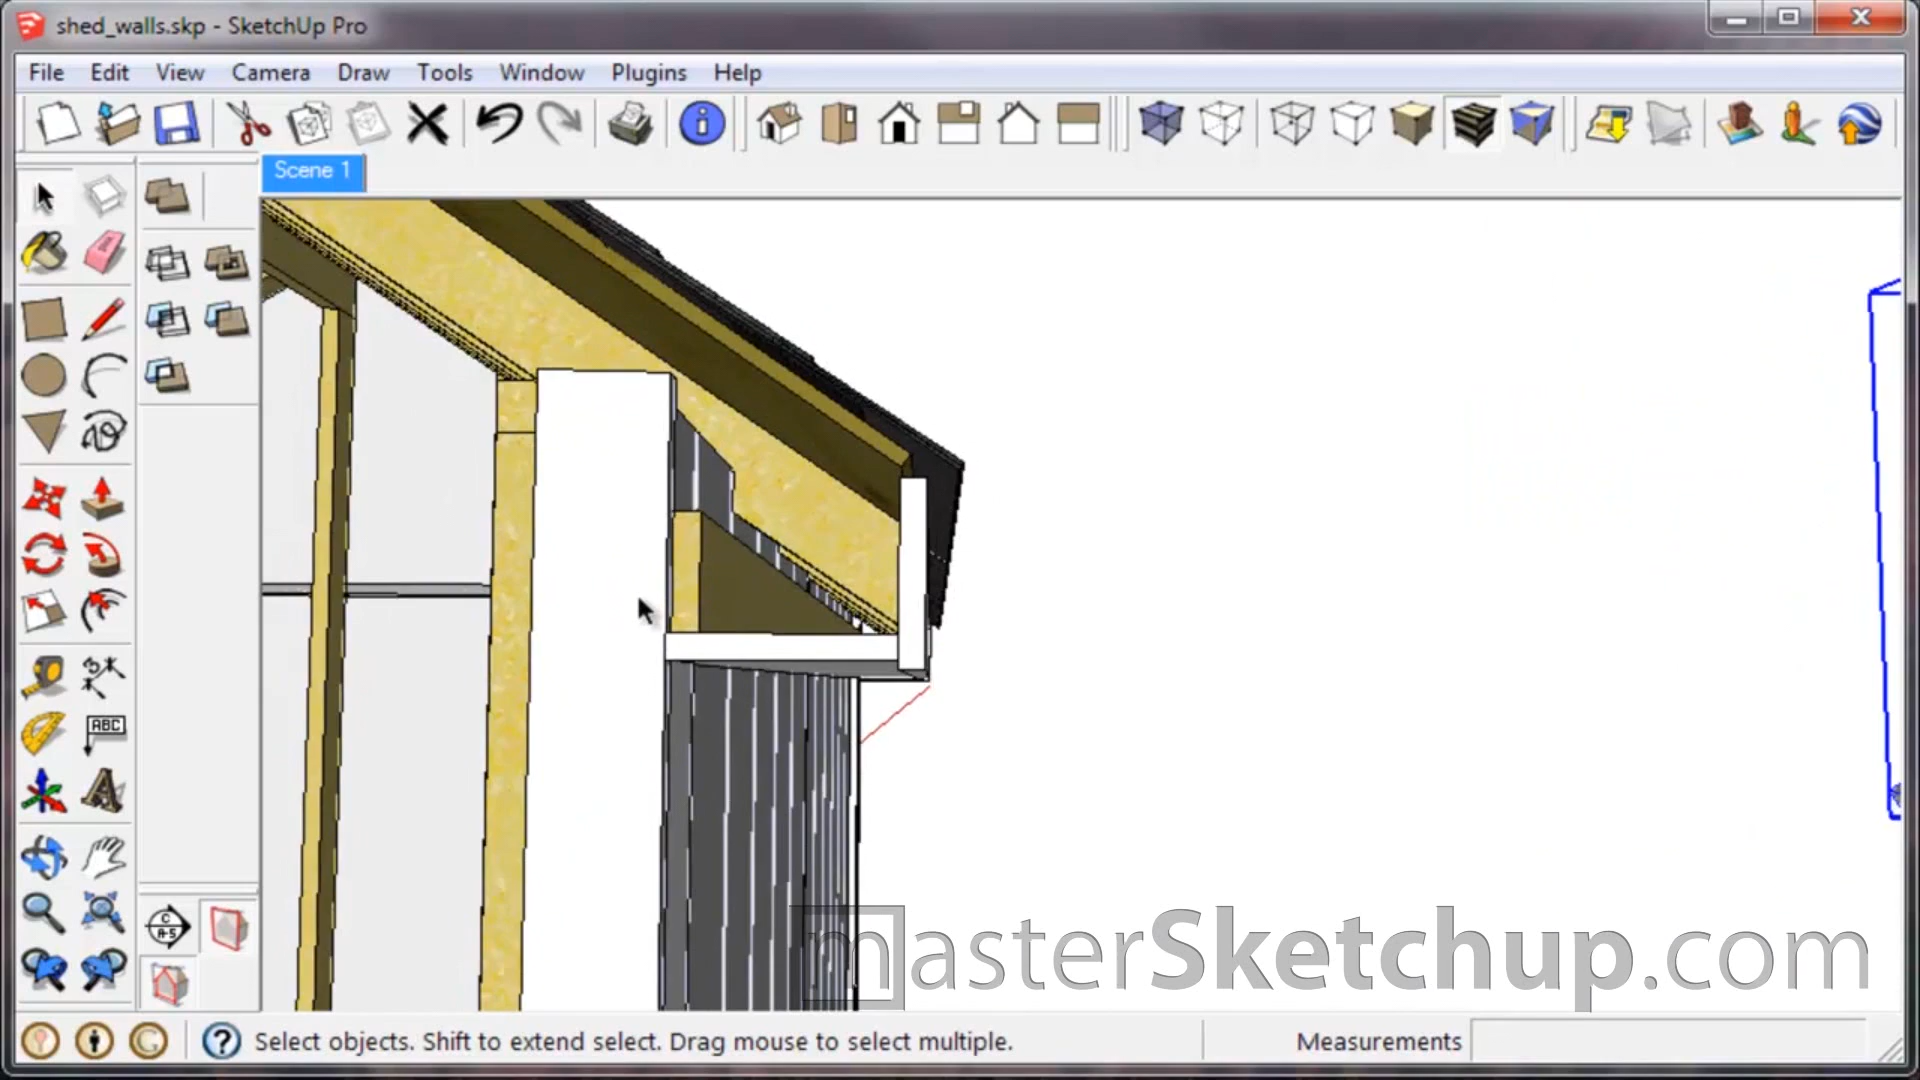 shed_walls.skp - SketchUp Pro
File Edit View Camera Draw Tools Window Plugins Help
Scene 1
ABC
C
A-5
masterSketchup.com
Select objects. Shift to extend select. Drag mouse to select multiple.
Measurements